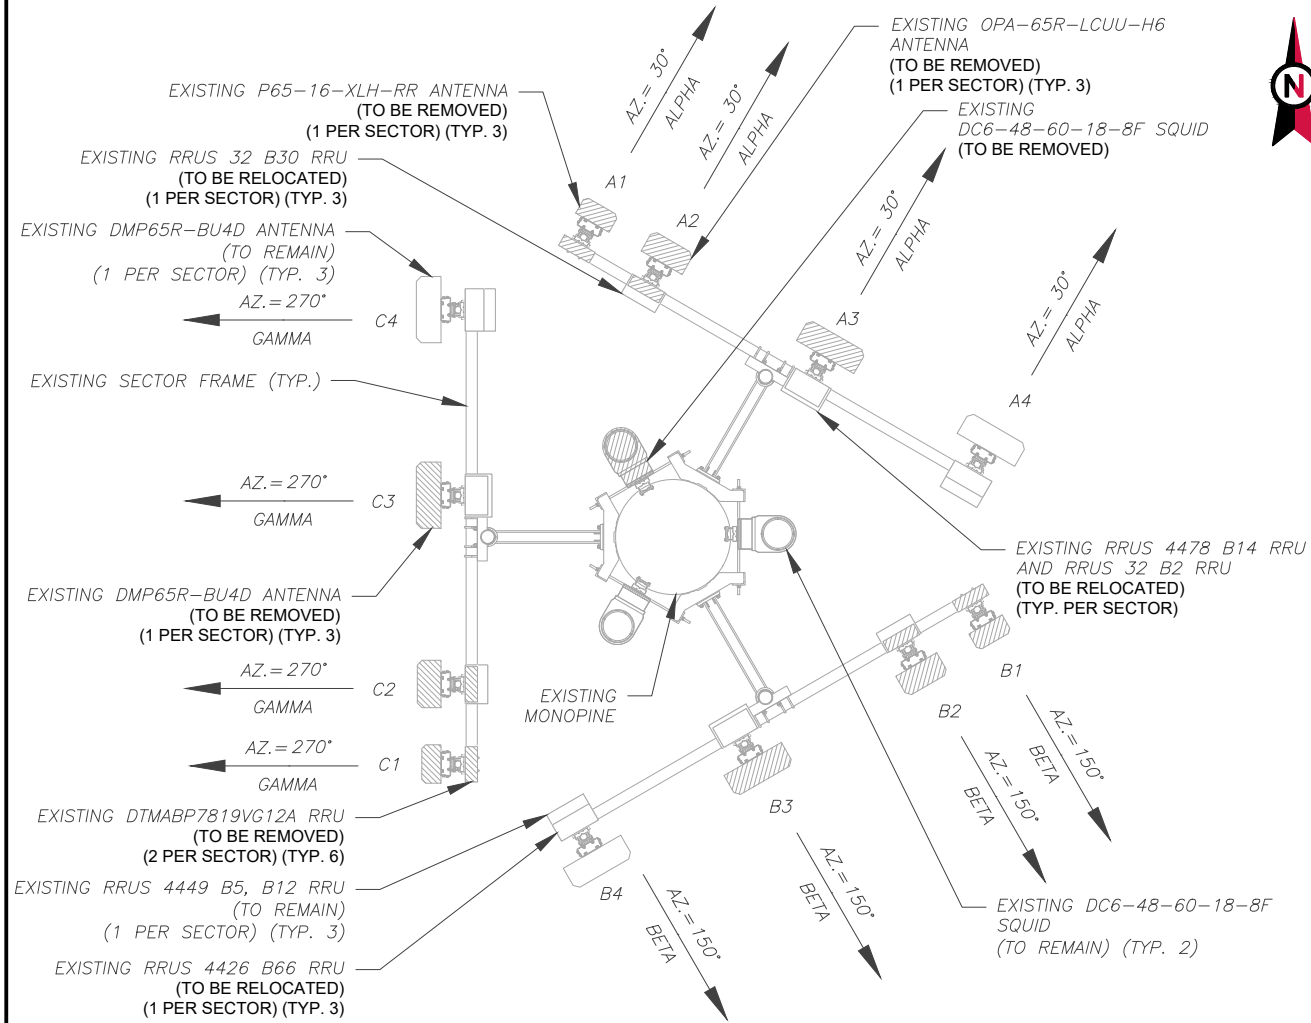 EXISTING OPA-65R-LCUU-H6
ANTENNA
(TO BE REMOVED)
(1 PER SECTOR) (TYP. 3)
EXISTING
DC6-48-60-18-8F SQUID
(TO BE REMOVED)
N
EXISTING P65-16-XLH-RR ANTENNA
(TO BE REMOVED)
(1 PER SECTOR) (TYP. 3)
EXISTING RRUS 32 B30 RRU
(TO BE RELOCATED)
(1 PER SECTOR) (TYP. 3)
EXISTING DMP65R-BU4D ANTENNA
(TO REMAIN)
(1 PER SECTOR) (TYP. 3)
AZ.= 30°
ALPHA
AZ.= 30°
ALPHA
AZ.= 30°
ALPHA
AZ.= 30°
ALPHA
A1
A2
A3
A4
AZ.=270°
GAMMA
C4
EXISTING SECTOR FRAME (TYP.)
AZ.=270°
GAMMA
C3
EXISTING DMP65R-BU4D ANTENNA
(TO BE REMOVED)
(1 PER SECTOR) (TYP. 3)
AZ.=270°
GAMMA
C2
AZ.=270°
GAMMA
C1
EXISTING
MONOPINE
EXISTING RRUS 4478 B14 RRU
AND RRUS 32 B2 RRU
(TO BE RELOCATED)
(TYP. PER SECTOR)
B1
B2
B3
B4
AZ.=150°
BETA
AZ.=150°
BETA
AZ.=150°
BETA
AZ.=150°
BETA
EXISTING DTMABP7819VG12A RRU
(TO BE REMOVED)
(2 PER SECTOR) (TYP. 6)
EXISTING RRUS 4449 B5, B12 RRU
(TO REMAIN)
(1 PER SECTOR) (TYP. 3)
EXISTING RRUS 4426 B66 RRU
(TO BE RELOCATED)
(1 PER SECTOR) (TYP. 3)
EXISTING DC6-48-60-18-8F
SQUID
(TO REMAIN) (TYP. 2)